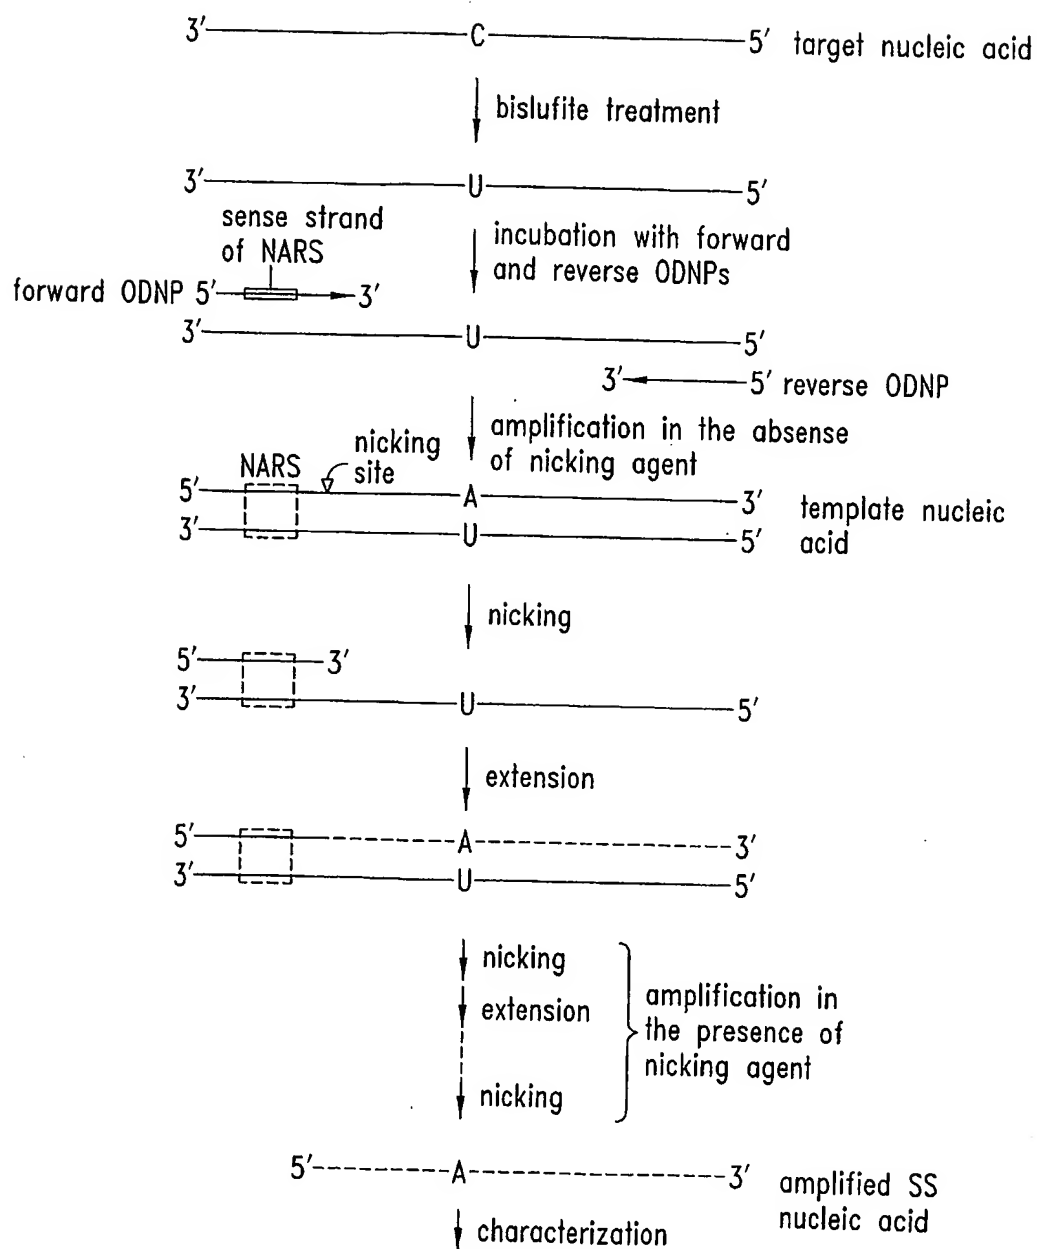 3′ C 5′ target nucleic acid
bislufite treatment
3′ U 5′
sense strand
of NARS
incubation with forward
and reverse ODNPs
forward ODNP 5′ 3′
3′ U 5′
3′ 5′ reverse ODNP
amplification in the absense
of nicking agent
NARS
nicking
site
5′ A 3′
3′ U 5′
template nucleic
acid
nicking
5′ 3′
3′ U 5′
extension
5′ A 3′
3′ U 5′
nicking
extension
nicking
amplification in
the presence of
nicking agent
5′ A 3′
amplified SS
nucleic acid
characterization